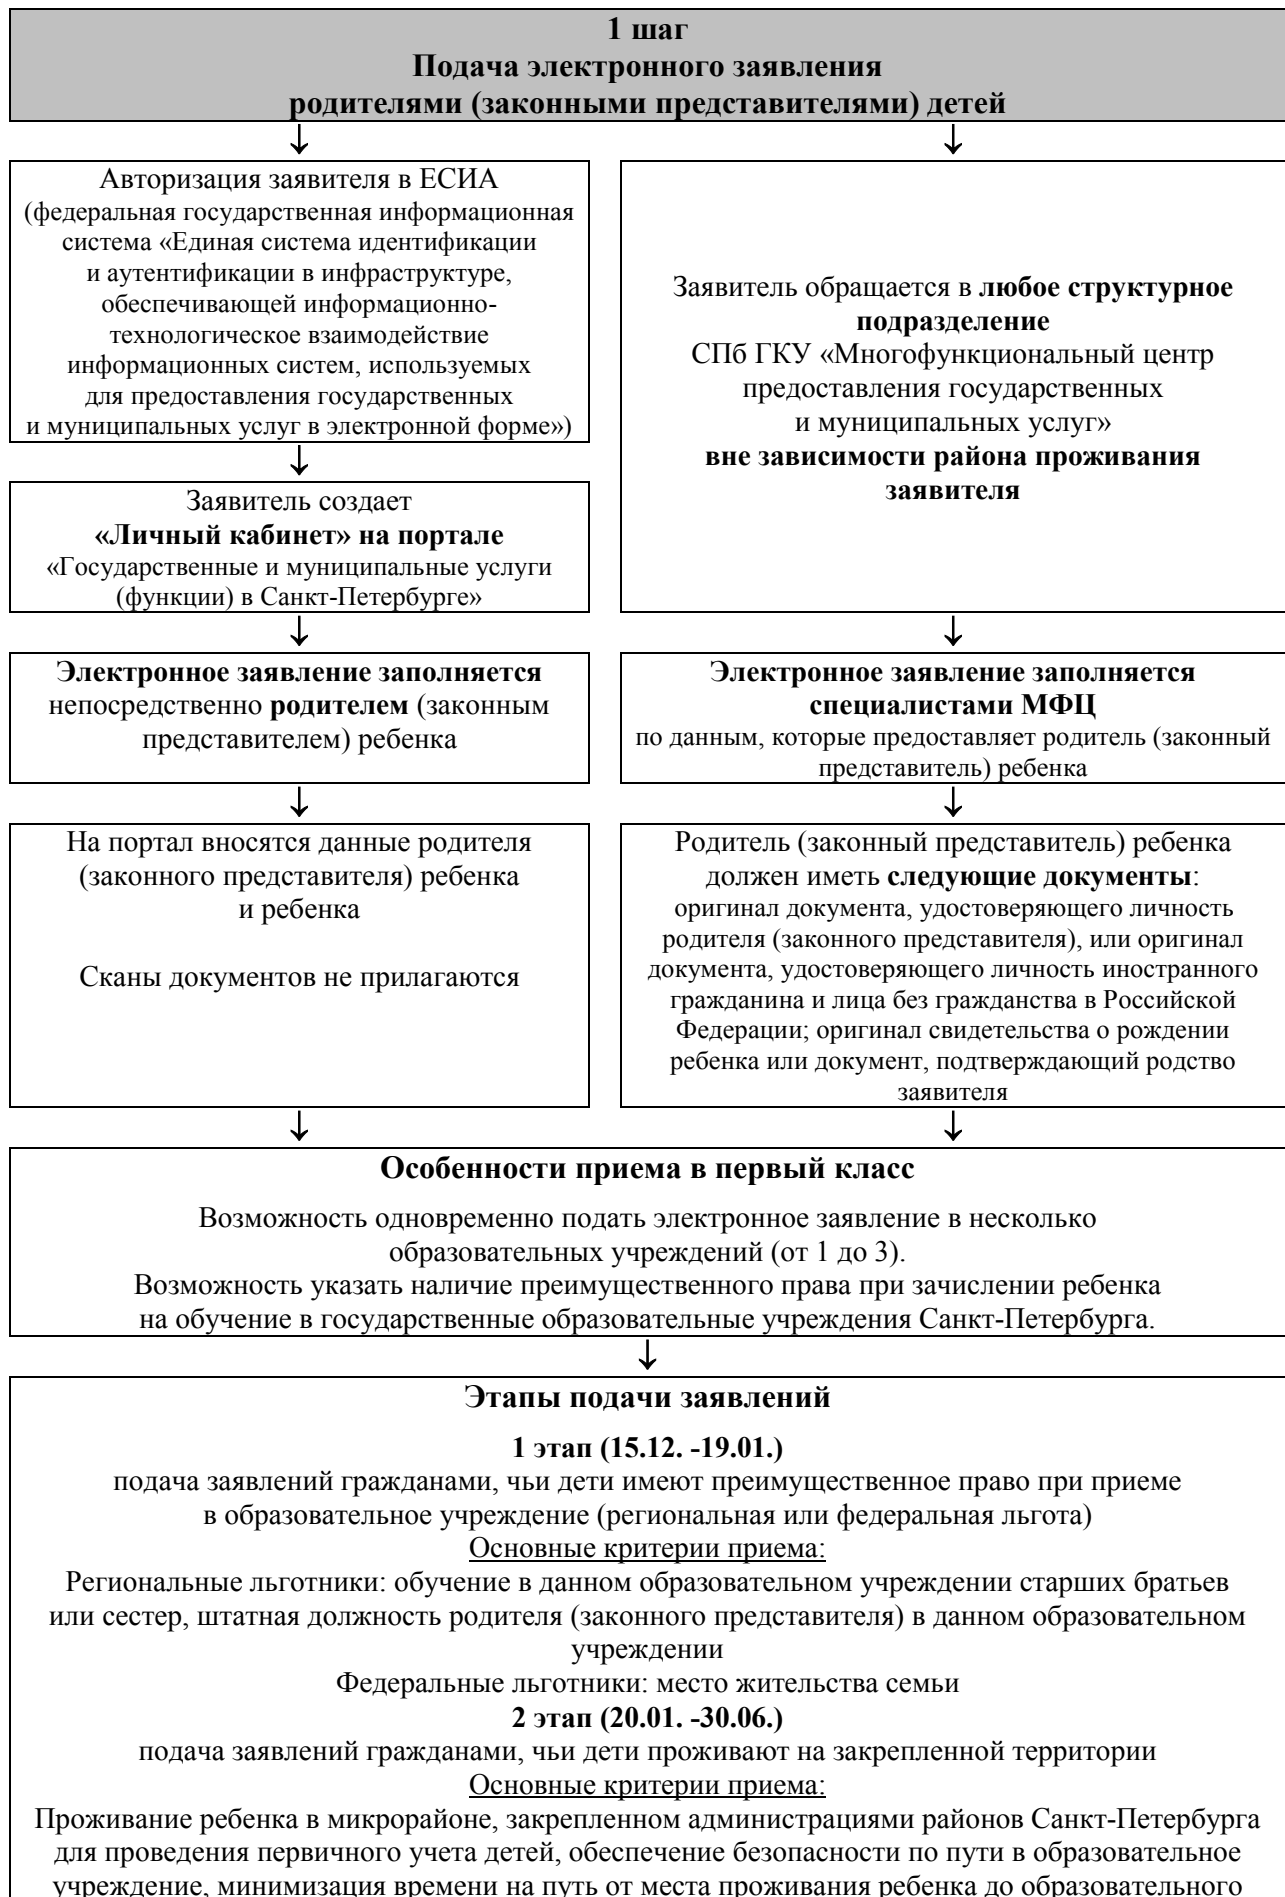 1 шаг
Подача электронного заявления
родителями (законными представителями) детей
Авторизация заявителя в ЕСИА
(федеральная государственная информационная
система «Единая система идентификации
и аутентификации в инфраструктуре,
обеспечивающей информационно-
технологическое взаимодействие
информационных систем, используемых
для предоставления государственных
и муниципальных услуг в электронной форме»)
Заявитель создает
«Личный кабинет» на портале
«Государственные и муниципальные услуги
(функции) в Санкт-Петербурге»
Электронное заявление заполняется
непосредственно родителем (законным
представителем) ребенка
На портал вносятся данные родителя
(законного представителя) ребенка
и ребенка
Сканы документов не прилагаются
Заявитель обращается в любое структурное
подразделение
СПб ГКУ «Многофункциональный центр
предоставления государственных
и муниципальных услуг»
вне зависимости района проживания
заявителя
Электронное заявление заполняется
специалистами МФЦ
по данным, которые предоставляет родитель (законный
представитель) ребенка
Родитель (законный представитель) ребенка
должен иметь следующие документы:
оригинал документа, удостоверяющего личность
родителя (законного представителя), или оригинал
документа, удостоверяющего личность иностранного
гражданина и лица без гражданства в Российской
Федерации; оригинал свидетельства о рождении
ребенка или документ, подтверждающий родство
заявителя
Особенности приема в первый класс
Возможность одновременно подать электронное заявление в несколько
образовательных учреждений (от 1 до 3).
Возможность указать наличие преимущественного права при зачислении ребенка
на обучение в государственные образовательные учреждения Санкт-Петербурга.
Этапы подачи заявлений
1 этап (15.12. -19.01.)
подача заявлений гражданами, чьи дети имеют преимущественное право при приеме
в образовательное учреждение (региональная или федеральная льгота)
Основные критерии приема:
Региональные льготники: обучение в данном образовательном учреждении старших братьев
или сестер, штатная должность родителя (законного представителя) в данном образовательном
учреждении
Федеральные льготники: место жительства семьи
2 этап (20.01. -30.06.)
подача заявлений гражданами, чьи дети проживают на закрепленной территории
Основные критерии приема:
Проживание ребенка в микрорайоне, закрепленном администрациями районов Санкт-Петербурга
для проведения первичного учета детей, обеспечение безопасности по пути в образовательное
учреждение, минимизация времени на путь от места проживания ребенка до образовательного